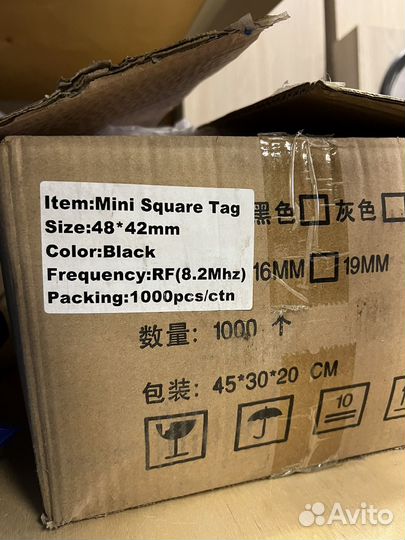 Item:Mini Square Tag
Size:48*42mm
Color:Black
Frequency:RF(8.2Mhz)
Packing:1000pcs/ctn
黑色 灰色
16MM 19MM
数量: 1000 个
包装: 45*30*20 CM
10
Avito